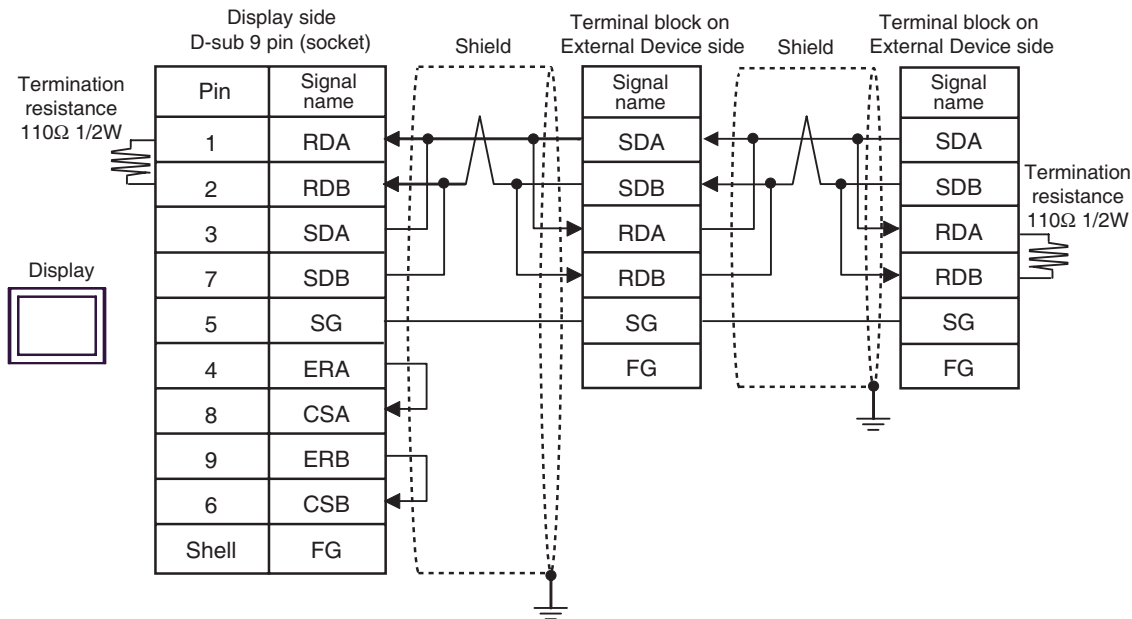 Display side
D-sub 9 pin (socket)
Shield
Terminal block on
External Device side
Shield
Terminal block on
External Device side
Termination
resistance
110Ω 1/2W
Pin Signal name
1 RDA
2 RDB
3 SDA
7 SDB
5 SG
4 ERA
8 CSA
9 ERB
6 CSB
Shell FG
Display
Signal
name
SDA
SDB
RDA
RDB
SG
FG
Signal
name
SDA
SDB
RDA
RDB
SG
FG
Termination
resistance
110Ω 1/2W